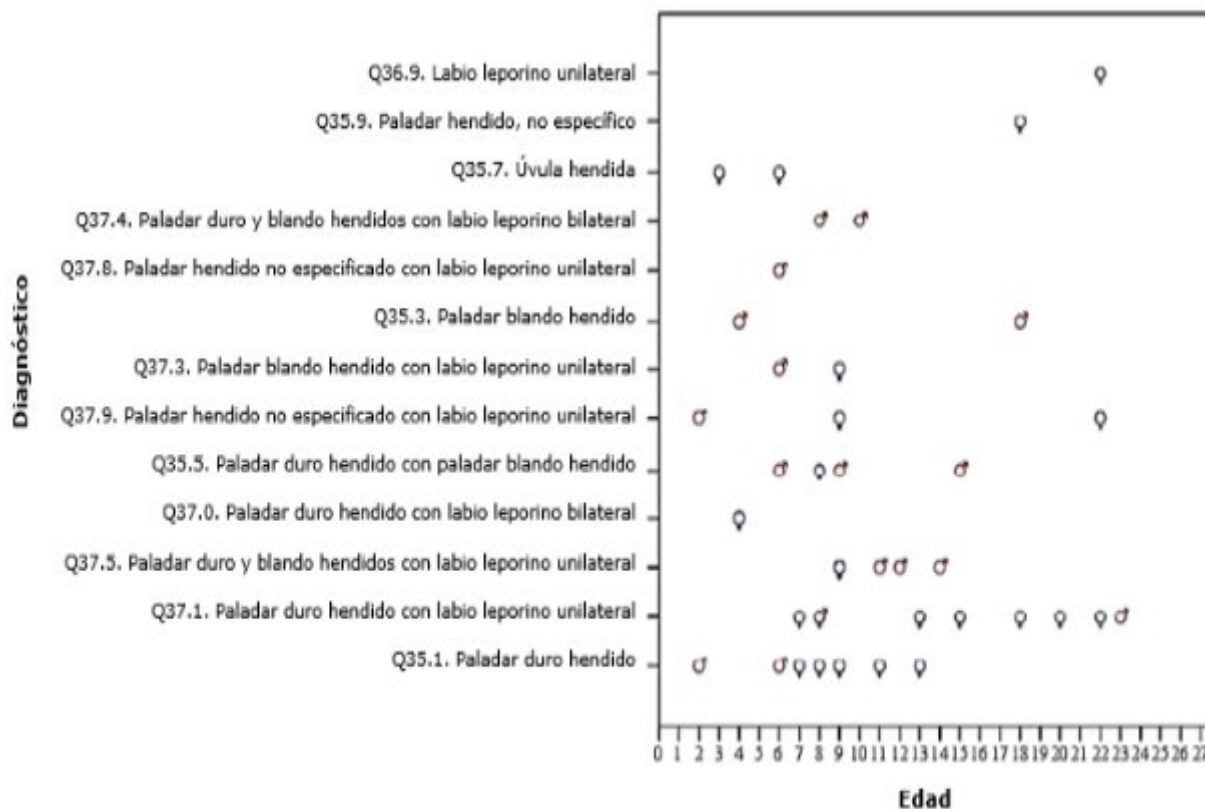 Q36.9. Labio leporino unilateral
Q35.9. Paladar hendido, no específico
Q35.7. Úvula hendida
Q37.4. Paladar duro y blando hendidos con labio leporino bilateral
Q37.8. Paladar hendido no especificado con labio leporino unilateral
Q35.3. Paladar blando hendido
Q37.3. Paladar blando hendido con labio leporino unilateral
Q37.9. Paladar hendido no especificado con labio leporino unilateral
Q35.5. Paladar duro hendido con paladar blando hendido
Q37.0. Paladar duro hendido con labio leporino bilateral
Q37.5. Paladar duro y blando hendidos con labio leporino unilateral
Q37.1. Paladar duro hendido con labio leporino unilateral
Q35.1. Paladar duro hendido
Diagnóstico
0 1 2 3 4 5 6 7 8 9 10 11 12 13 14 15 16 17 18 19 20 21 22 23 24 25 26 27
Edad